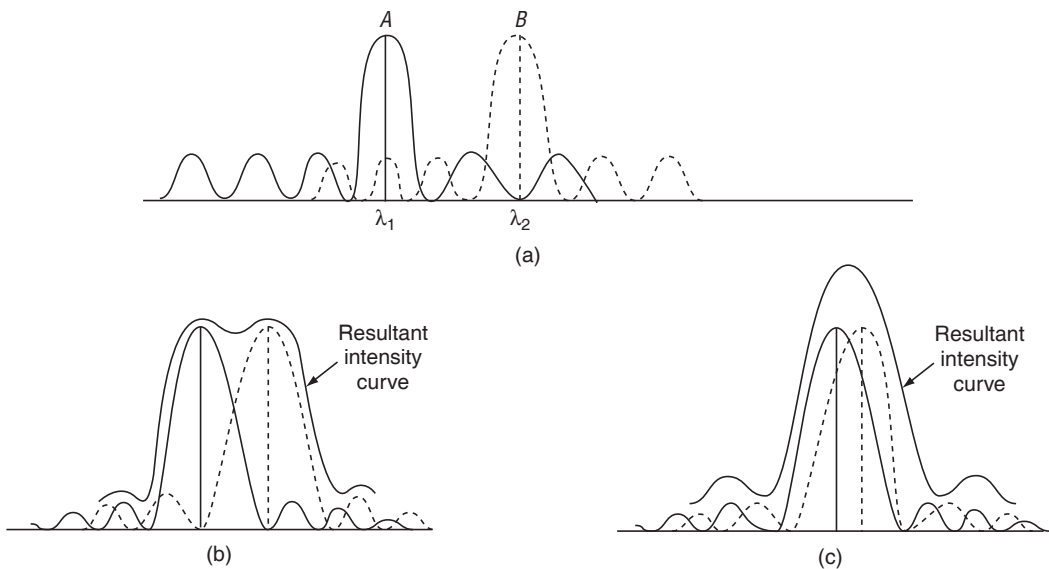 A
B
λ₁
λ₂
(a)
Resultant
intensity
curve
(b)
Resultant
intensity
curve
(c)